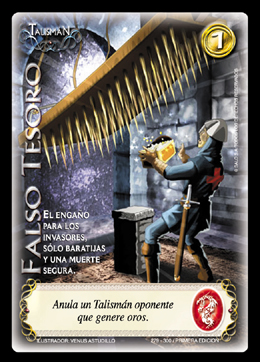 TALISMÁN
1
FALSO TESORO
EL ENGAÑO
PARA LOS
INVASORES,
SÓLO BARATIJAS
Y UNA MUERTE
SEGURA.
Anula un Talismán oponente
que genere oros.
ILUSTRADOR: VENUS ASTUDILLO